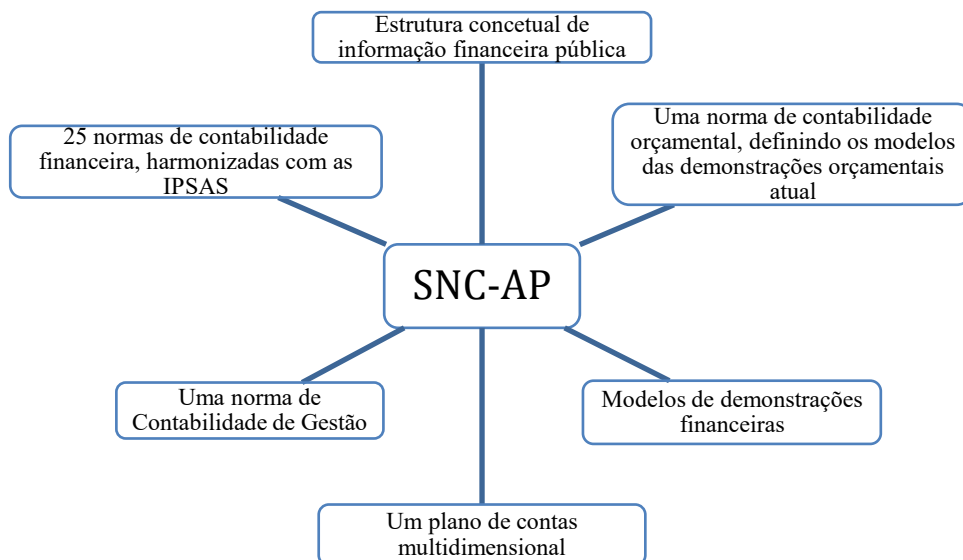 Estrutura concetual de
informação financeira pública
25 normas de contabilidade
financeira, harmonizadas com as
IPSAS
Uma norma de contabilidade
orçamental, definindo os modelos
das demonstrações orçamentais
atual
SNC-AP
Uma norma de
Contabilidade de Gestão
Modelos de demonstrações
financeiras
Um plano de contas
multidimensional